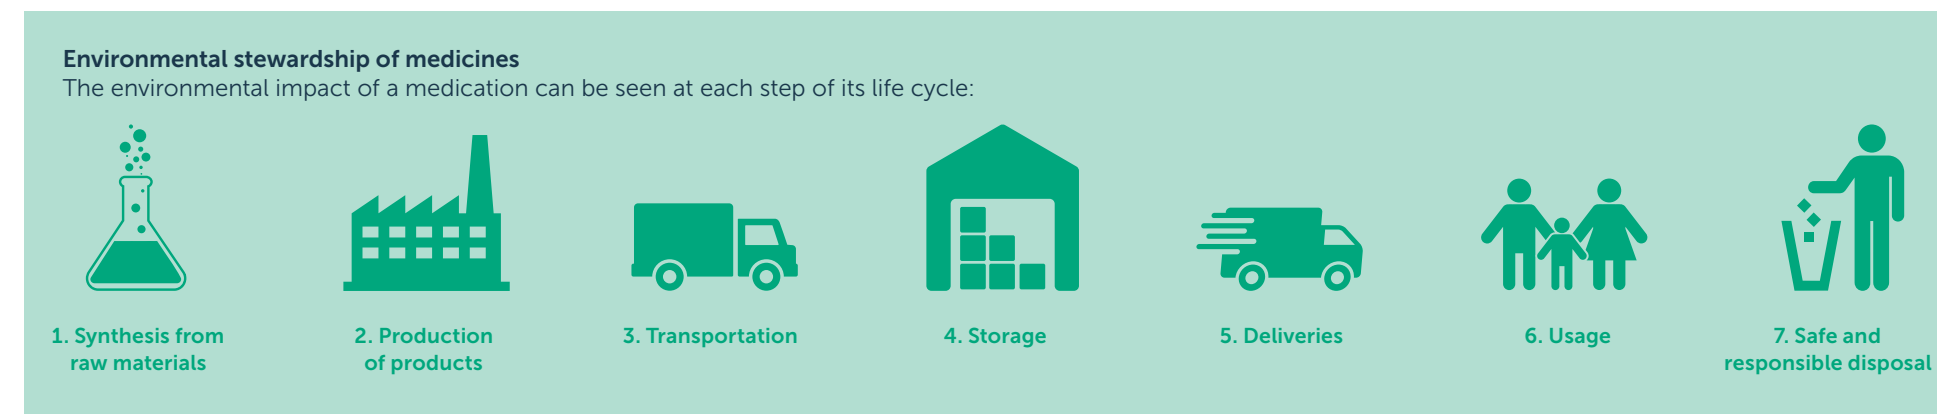 Environmental stewardship of medicines
The environmental impact of a medication can be seen at each step of its life cycle:
1. Synthesis from
raw materials
2. Production
of products
3. Transportation
4. Storage
5. Deliveries
6. Usage
7. Safe and
responsible disposal